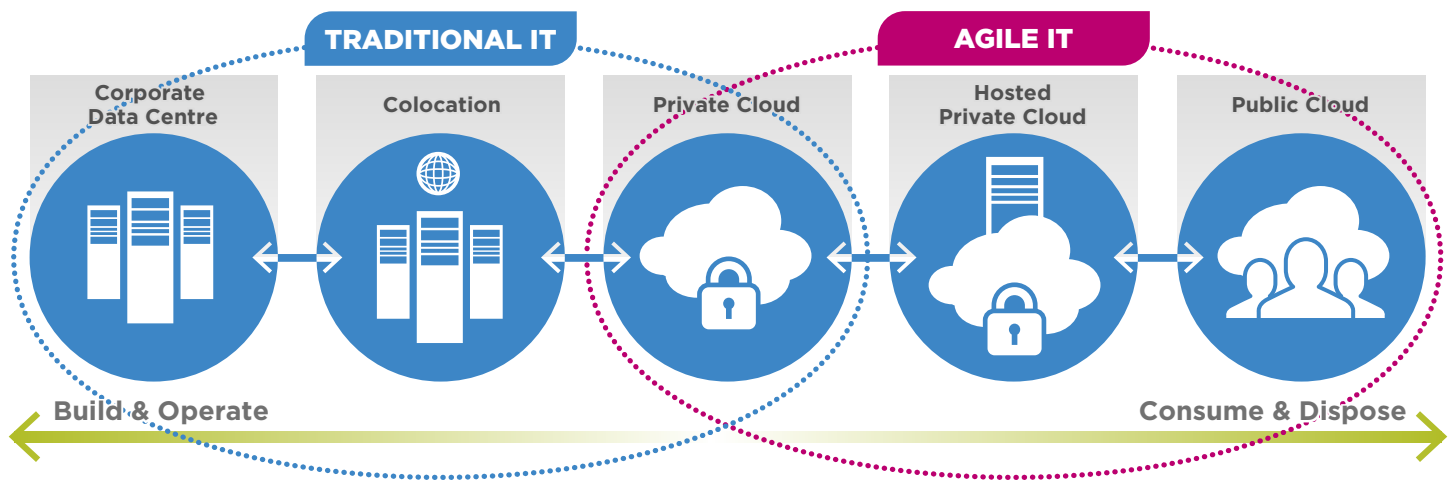 TRADITIONAL IT
AGILE IT
Corporate
Data Centre
Colocation
Private Cloud
Hosted
Private Cloud
Public Cloud
Build & Operate
Consume & Dispose